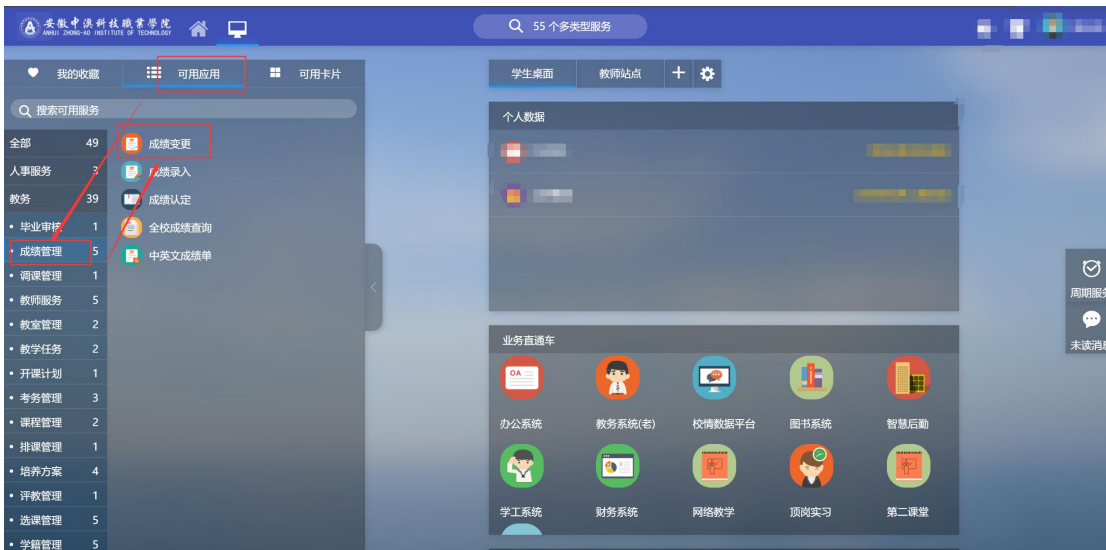 安徽中澳科技職業學院
ANHUI ZHONG-AO INSTITUTE OF TECHNOLOGY
55 个多类型服务
我的收藏
可用应用
可用卡片
搜索可用服务
全部 49
人事服务 3
教务 39
• 毕业审核 1
• 成绩管理 5
• 调课管理 1
• 教师服务 5
• 教室管理 2
• 教学任务 2
• 开课计划 1
• 考务管理 3
• 课程管理 2
• 排课管理 1
• 培养方案 4
• 评教管理 1
• 选课管理 5
• 学籍管理 5
成绩变更
成绩录入
成绩认定
全校成绩查询
中英文成绩单
学生桌面
教师站点
个人数据
业务直通车
OA
办公系统
教务系统(老)
校情数据平台
图书系统
智慧后勤
学工系统
财务系统
网络教学
顶岗实习
第二课堂
周期服务
未读消息